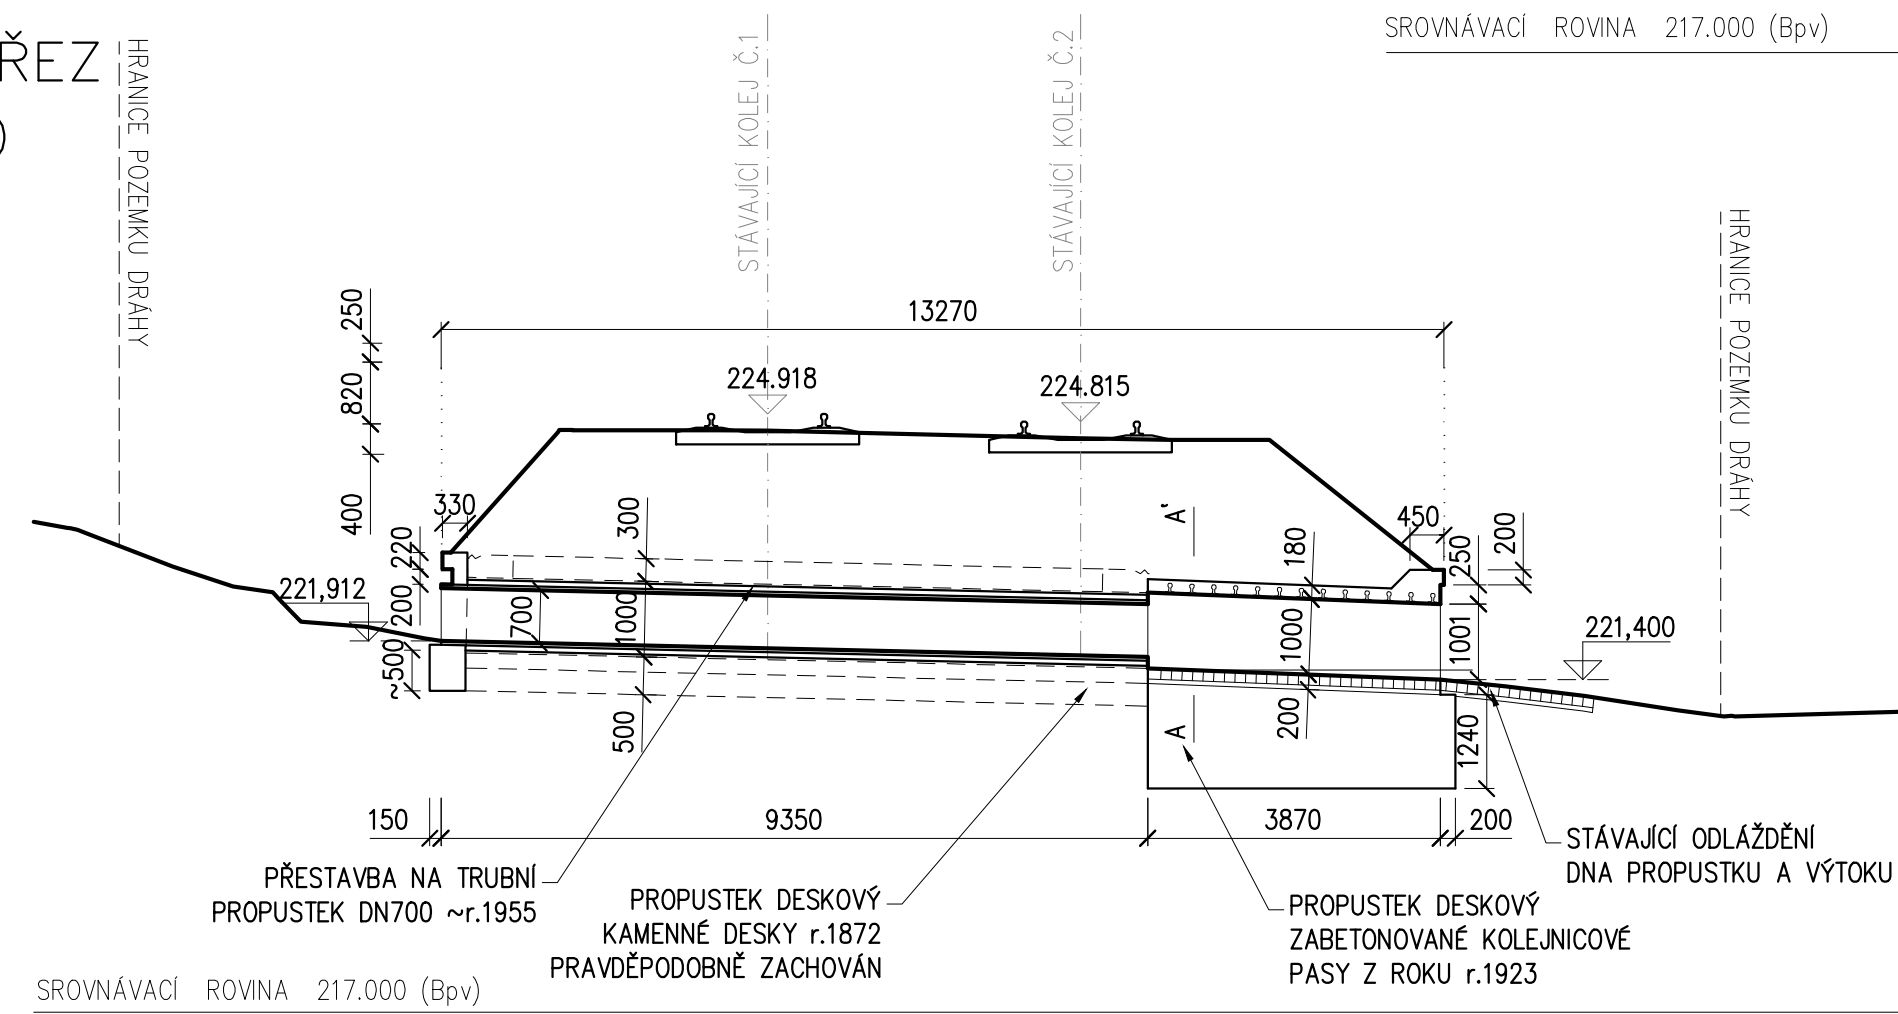 SROVNÁVACÍ ROVINA 217.000 (Bpv)
ŘEZ
)
HRANICE POZEMKU DRÁHY
STÁVAJÍCÍ KOLEJ Č.1
STÁVAJÍCÍ KOLEJ Č.2
HRANICE POZEMKU DRÁHY
13270
250
820
400
224.918
224.815
330
300
A'
180
450
200
250
220
200
221,912
700
1000
1000
1001
221,400
~500
500
200
A
1240
150
9350
3870
200
PŘESTAVBA NA TRUBNÍ
PROPUSTEK DN700 ~r.1955
PROPUSTEK DESKOVÝ
KAMENNÉ DESKY r.1872
PRAVDĚPODOBNĚ ZACHOVÁN
PROPUSTEK DESKOVÝ
ZABETONOVANÉ KOLEJNICOVÉ
PASY Z ROKU r.1923
STÁVAJÍCÍ ODLÁŽDĚNÍ
DNA PROPUSTKU A VÝTOKU
SROVNÁVACÍ ROVINA 217.000 (Bpv)